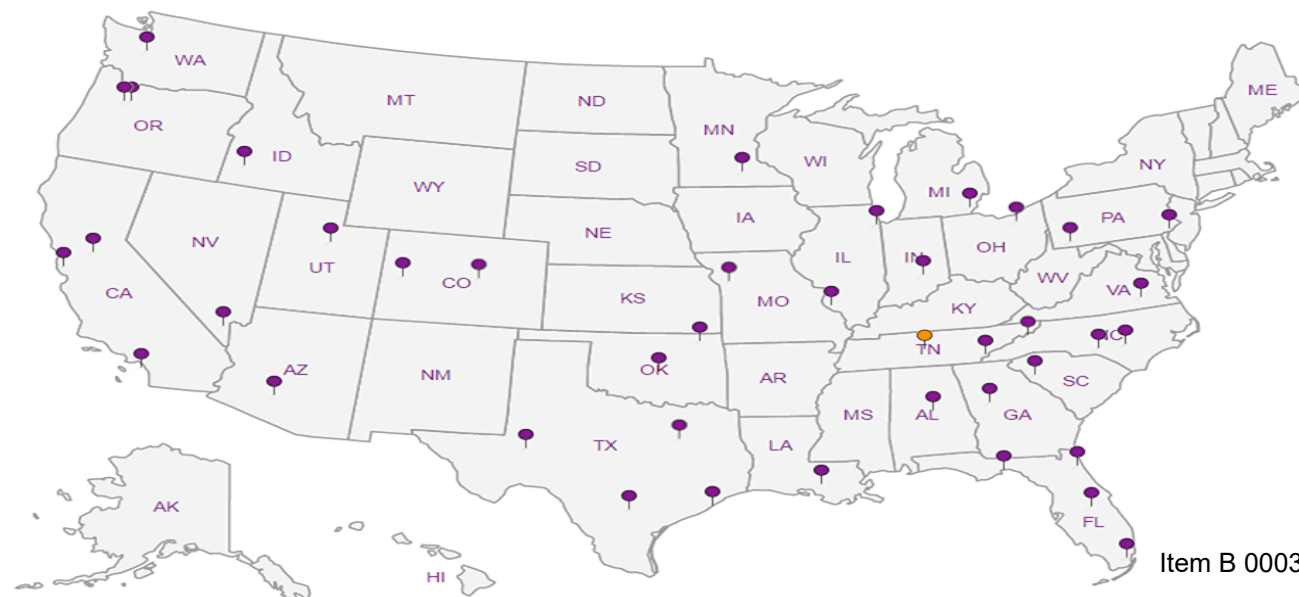 WA
MT
ND
MN
ME
OR
ID
SD
WI
NY
WY
MI
IA
PA
NE
NV
OH
IL
IN
UT
CO
WV
CA
KS
MO
VA
KY
NC
TN
AZ
OK
NM
AR
SC
MS
AL
GA
TX
LA
AK
FL
HI
Item B 0003